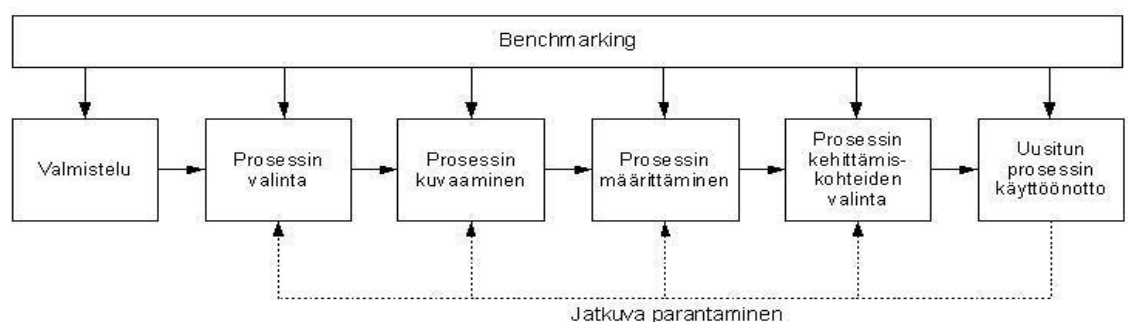 Benchmarking
Valmistelu
Prosessin
valinta
Prosessin
kuvaaminen
Prosessin
määrittäminen
Prosessin
kehittämis-
kohteiden
valinta
Uusitun
prosessin
käyttöönotto
Jatkuva parantaminen